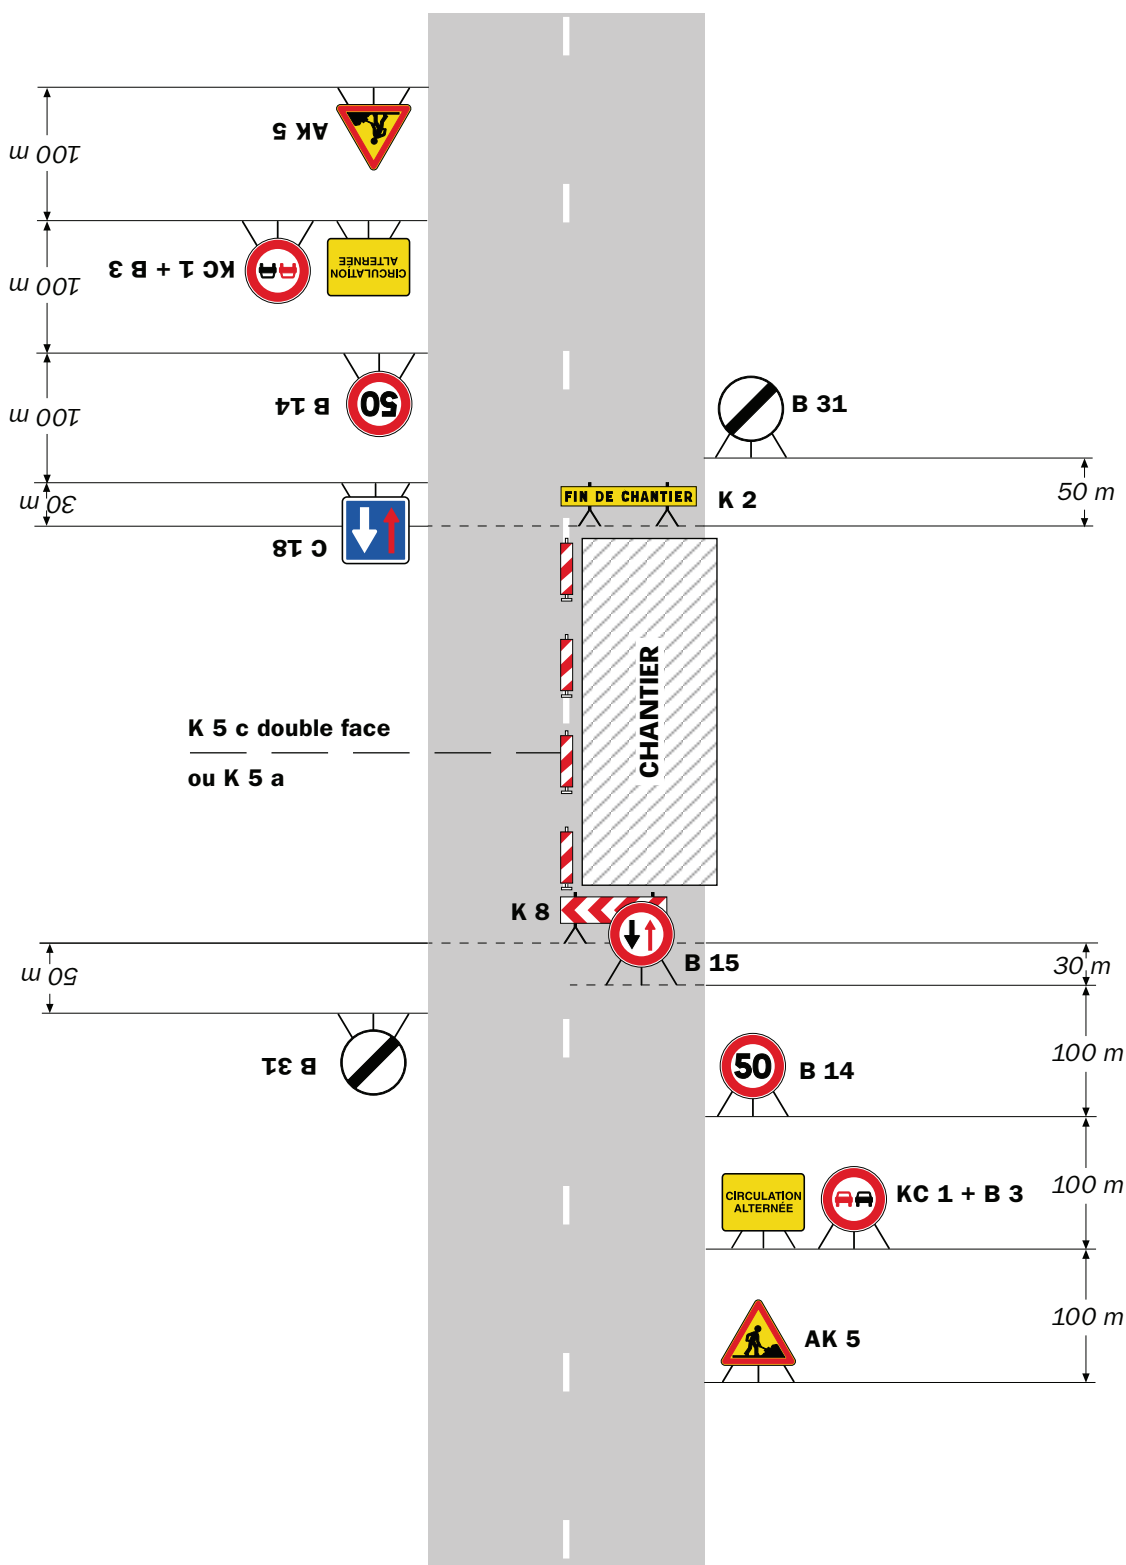 AK 5
100 m
KC 1 + B 3
CIRCULATION
ALTERNÉE
100 m
B 14
50
100 m
B 31
30 m
FIN DE CHANTIER
K 2
50 m
C 18
CHANTIER
K 5 c double face
ou K 5 a
K 8
B 15
50 m
30 m
B 31
50
B 14
100 m
CIRCULATION
ALTERNÉE
KC 1 + B 3
100 m
AK 5
100 m